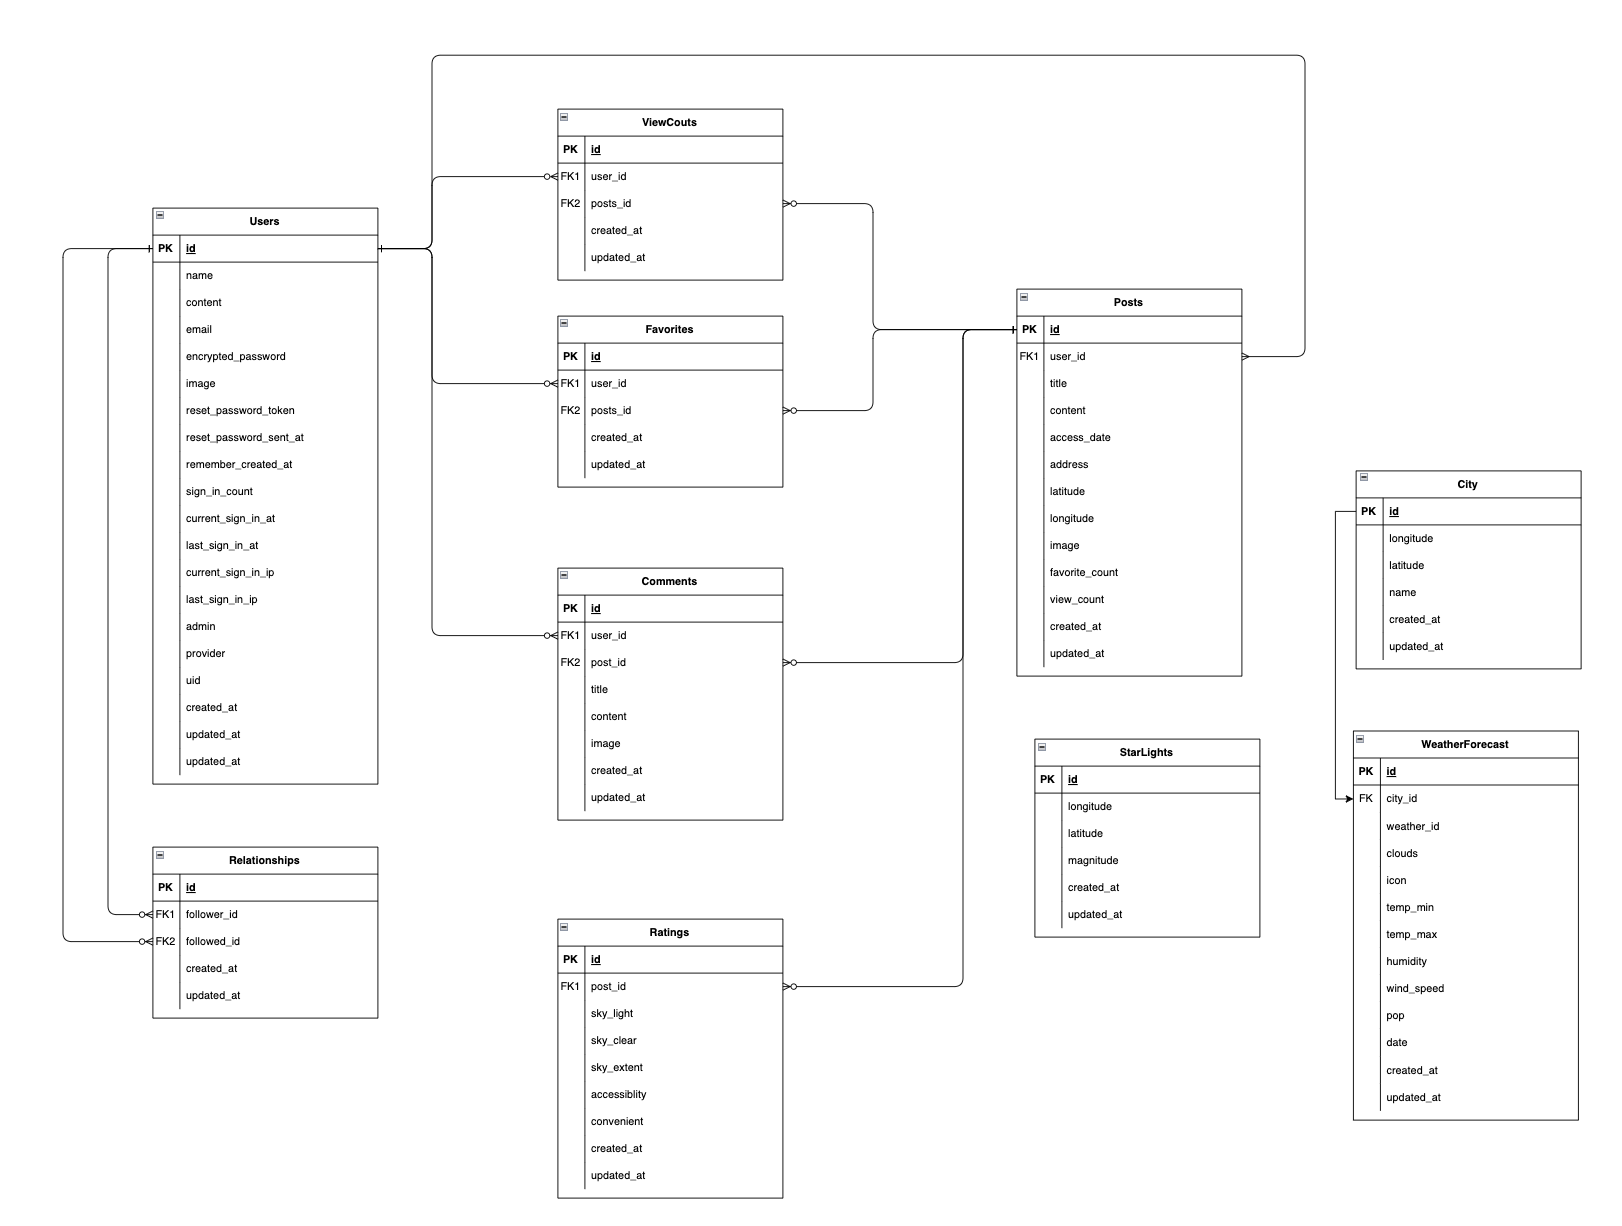 ViewCouts
PK id
FK1 user_id
FK2 posts_id
created_at
updated_at
Users
PK id
name
content
email
encrypted_password
image
reset_password_token
reset_password_sent_at
remember_created_at
sign_in_count
current_sign_in_at
last_sign_in_at
current_sign_in_ip
last_sign_in_ip
admin
provider
uid
created_at
updated_at
updated_at
Favorites
PK id
FK1 user_id
FK2 posts_id
created_at
updated_at
Posts
PK id
FK1 user_id
title
content
access_date
address
latitude
longitude
image
favorite_count
view_count
created_at
updated_at
City
PK id
longitude
latitude
name
created_at
updated_at
Comments
PK id
FK1 user_id
FK2 post_id
title
content
image
created_at
updated_at
StarLights
PK id
longitude
latitude
magnitude
created_at
updated_at
WeatherForecast
PK id
FK city_id
weather_id
clouds
icon
temp_min
temp_max
humidity
wind_speed
pop
date
created_at
updated_at
Relationships
PK id
FK1 follower_id
FK2 followed_id
created_at
updated_at
Ratings
PK id
FK1 post_id
sky_light
sky_clear
sky_extent
accessiblity
convenient
created_at
updated_at